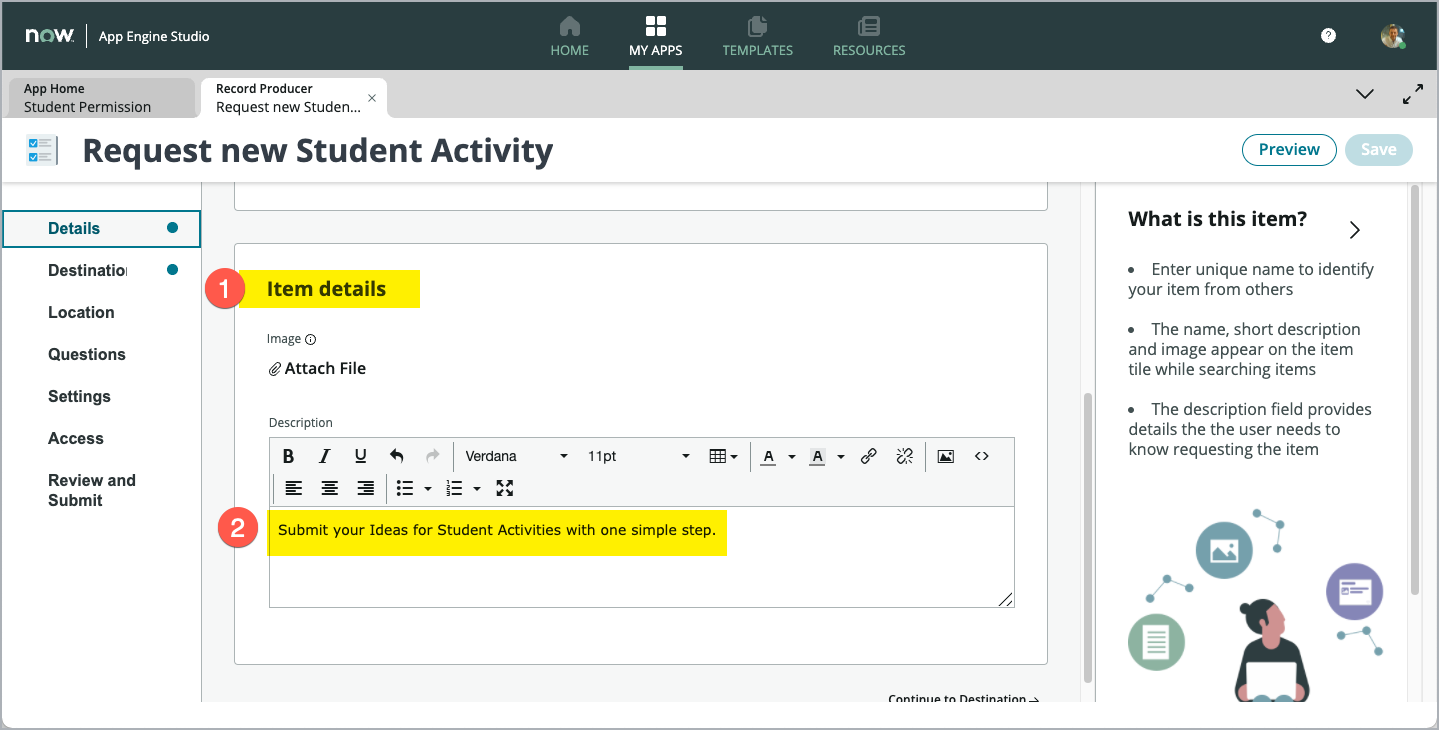 now.
App Engine Studio
HOME
MY APPS
TEMPLATES
RESOURCES
?
App Home
Student Permission
Record Producer
Request new Studen...
Request new Student Activity
Preview
Save
Details
Destination
Location
Questions
Settings
Access
Review and
Submit
1
Item details
Image
Attach File
Description
B I U
Verdana
11pt
A
A
2
Submit your Ideas for Student Activities with one simple step.
Continue to Destination→
What is this item?
• Enter unique name to identify
your item from others
• The name, short description
and image appear on the item
tile while searching items
• The description field provides
details the the user needs to
know requesting the item